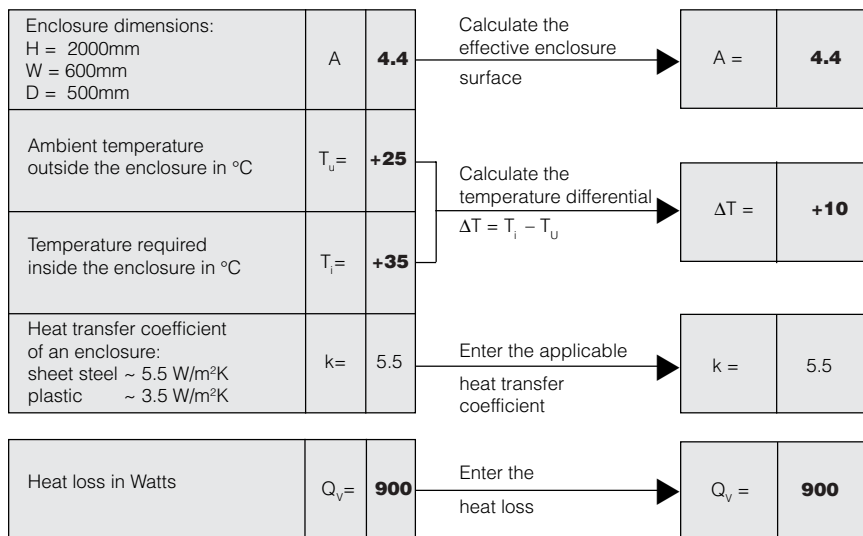 Enclosure dimensions:
H = 2000mm
W = 600mm
D = 500mm
A
4.4
Calculate the
effective enclosure
surface
A =
4.4
Ambient temperature
outside the enclosure in °C
Tᵤ=
+25
Calculate the
temperature differential
ΔT = Tᵢ − T_U
ΔT =
+10
Temperature required
inside the enclosure in °C
Tᵢ=
+35
Heat transfer coefficient
of an enclosure:
sheet steel ~ 5.5 W/m²K
plastic ~ 3.5 W/m²K
k=
5.5
Enter the applicable
heat transfer
coefficient
k =
5.5
Heat loss in Watts
Q_V=
900
Enter the
heat loss
Q_V =
900